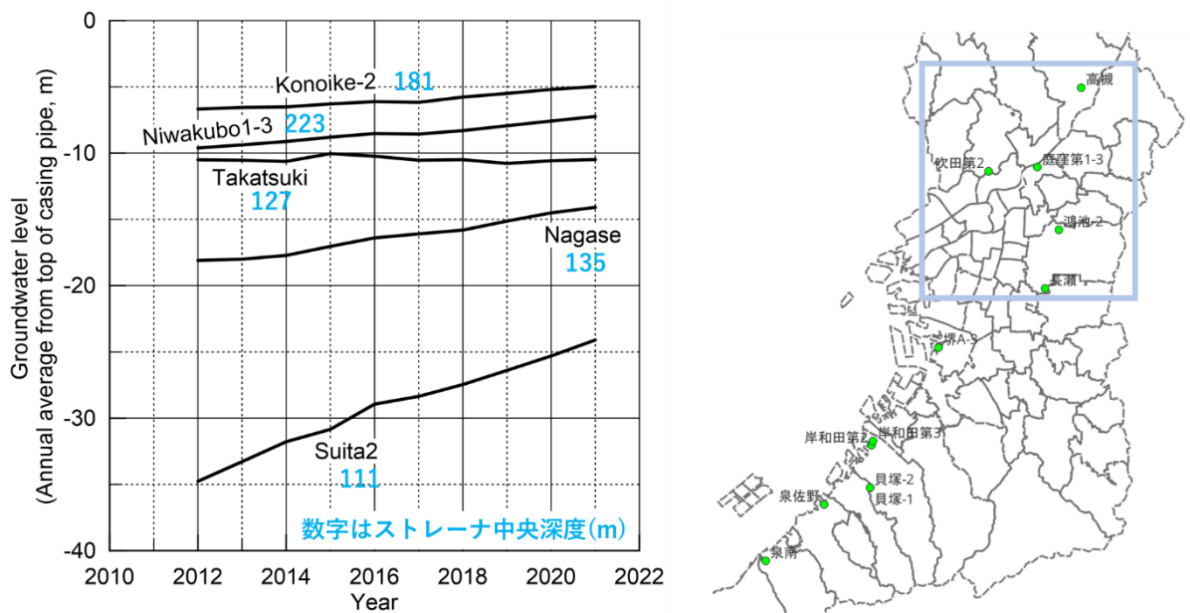 Groundwater level
(Annual average from top of casing pipe, m)
0
-10
-20
-30
-40
Konoike-2 181
Niwakubo1-3 223
Takatsuki
127
Nagase
135
Suita2
111
数字はストレーナ中央深度(m)
2010 2012 2014 2016 2018 2020 2022
Year
高槻
吹田第2
庭窪第1-3
鴻池-2
長瀬
堺A-3
岸和田第2
岸和田第3
貝塚-2
貝塚-1
泉佐野
泉南